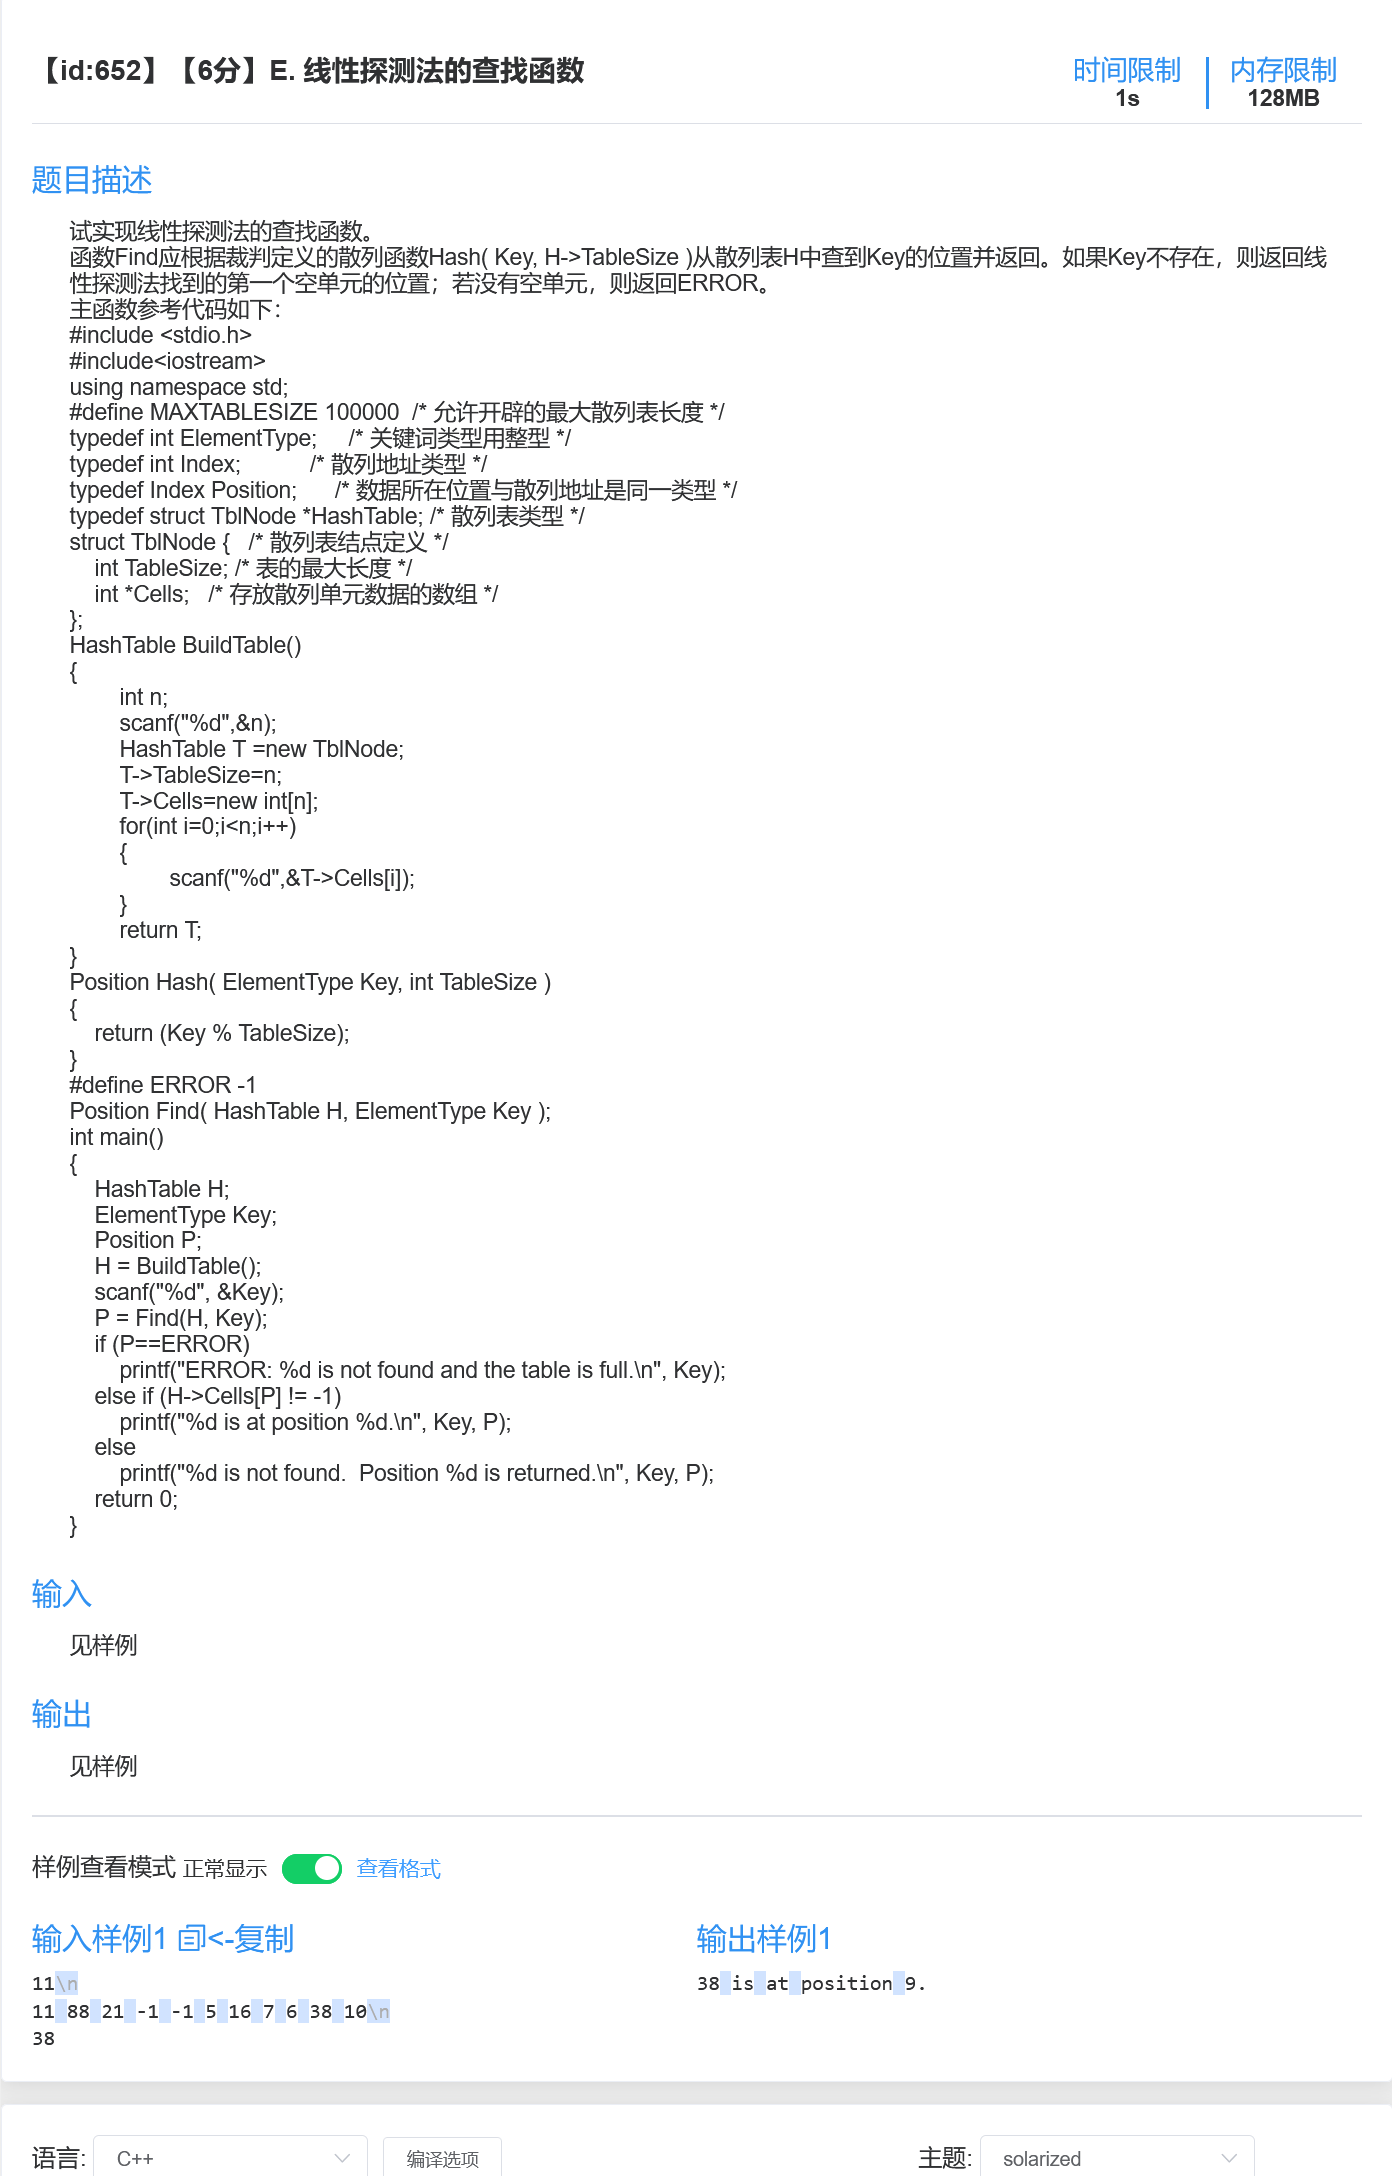 【id:652】【6分】E. 线性探测法的查找函数
时间限制
1s
内存限制
128MB
题目描述
试实现线性探测法的查找函数。
函数Find应根据裁判定义的散列函数Hash( Key, H->TableSize )从散列表H中查到Key的位置并返回。如果Key不存在，则返回线
性探测法找到的第一个空单元的位置；若没有空单元，则返回ERROR。
主函数参考代码如下：
#include <stdio.h>
#include<iostream>
using namespace std;
#define MAXTABLESIZE 100000  /* 允许开辟的最大散列表长度 */
typedef int ElementType;     /* 关键词类型用整型 */
typedef int Index;           /* 散列地址类型 */
typedef Index Position;      /* 数据所在位置与散列地址是同一类型 */
typedef struct TblNode *HashTable; /* 散列表类型 */
struct TblNode {   /* 散列表结点定义 */
    int TableSize; /* 表的最大长度 */
    int *Cells;   /* 存放散列单元数据的数组 */
};
HashTable BuildTable()
{
        int n;
        scanf("%d",&n);
        HashTable T =new TblNode;
        T->TableSize=n;
        T->Cells=new int[n];
        for(int i=0;i<n;i++)
        {
                scanf("%d",&T->Cells[i]);
        }
        return T;
}
Position Hash( ElementType Key, int TableSize )
{
    return (Key % TableSize);
}
#define ERROR -1
Position Find( HashTable H, ElementType Key );
int main()
{
    HashTable H;
    ElementType Key;
    Position P;
    H = BuildTable();
    scanf("%d", &Key);
    P = Find(H, Key);
    if (P==ERROR)
        printf("ERROR: %d is not found and the table is full.\n", Key);
    else if (H->Cells[P] != -1)
        printf("%d is at position %d.\n", Key, P);
    else
        printf("%d is not found.  Position %d is returned.\n", Key, P);
    return 0;
}
输入
见样例
输出
见样例
样例查看模式 正常显示 查看格式
输入样例1 <-复制
11\n
11 88 21 -1 -1 5 16 7 6 38 10\n
38
输出样例1
38 is at position 9.
语言: C++ 编译选项 主题: solarized